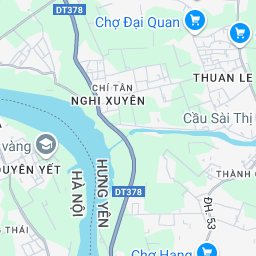 DT378
Chợ Đại Quan
CHÍ TÂN
NGHI XUYÊN
THUAN LE
Cầu Sài Thị
vàng
UYÊN YẾT
HƯNG YÊN
HÀ NỘI
THÀNH
DT378
ĐH. 53
THÁI
Chợ Hang